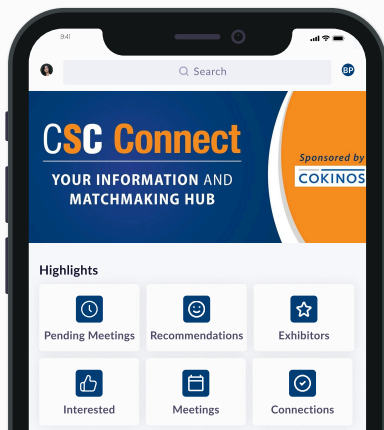 9:41
Search
BP
CSC Connect
YOUR INFORMATION AND
MATCHMAKING HUB
Sponsored by
COKINOS
Highlights
Pending Meetings
Recommendations
Exhibitors
Interested
Meetings
Connections